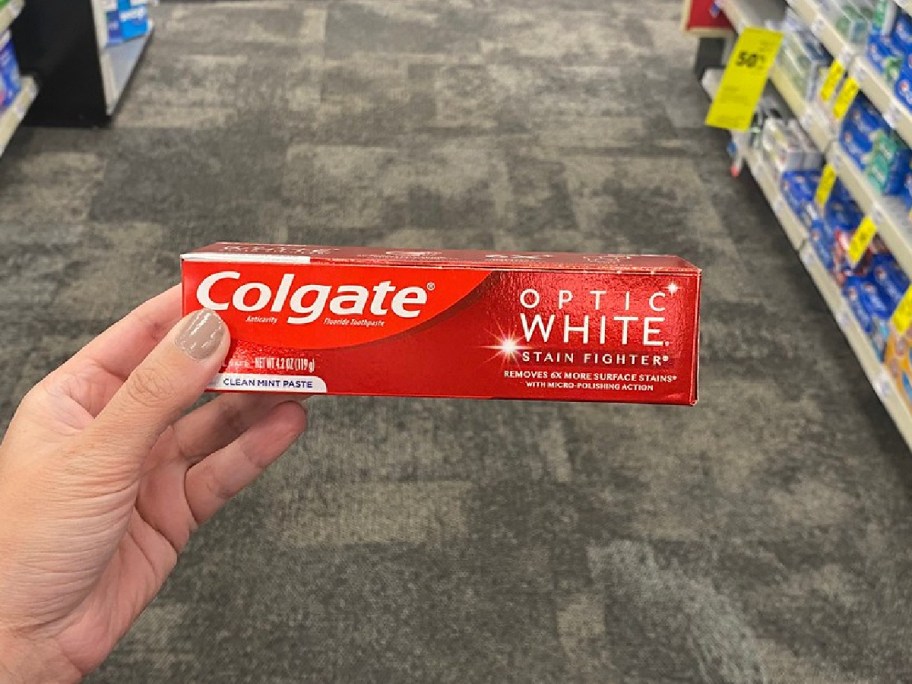 Colgate®
Anticavity Fluoride Toothpaste
NET WT 4.2 OZ (119g)
CLEAN MINT PASTE
OPTIC
WHITE
STAIN FIGHTER®
REMOVES 6X MORE SURFACE STAINS*
WITH MICRO-POLISHING ACTION
50%